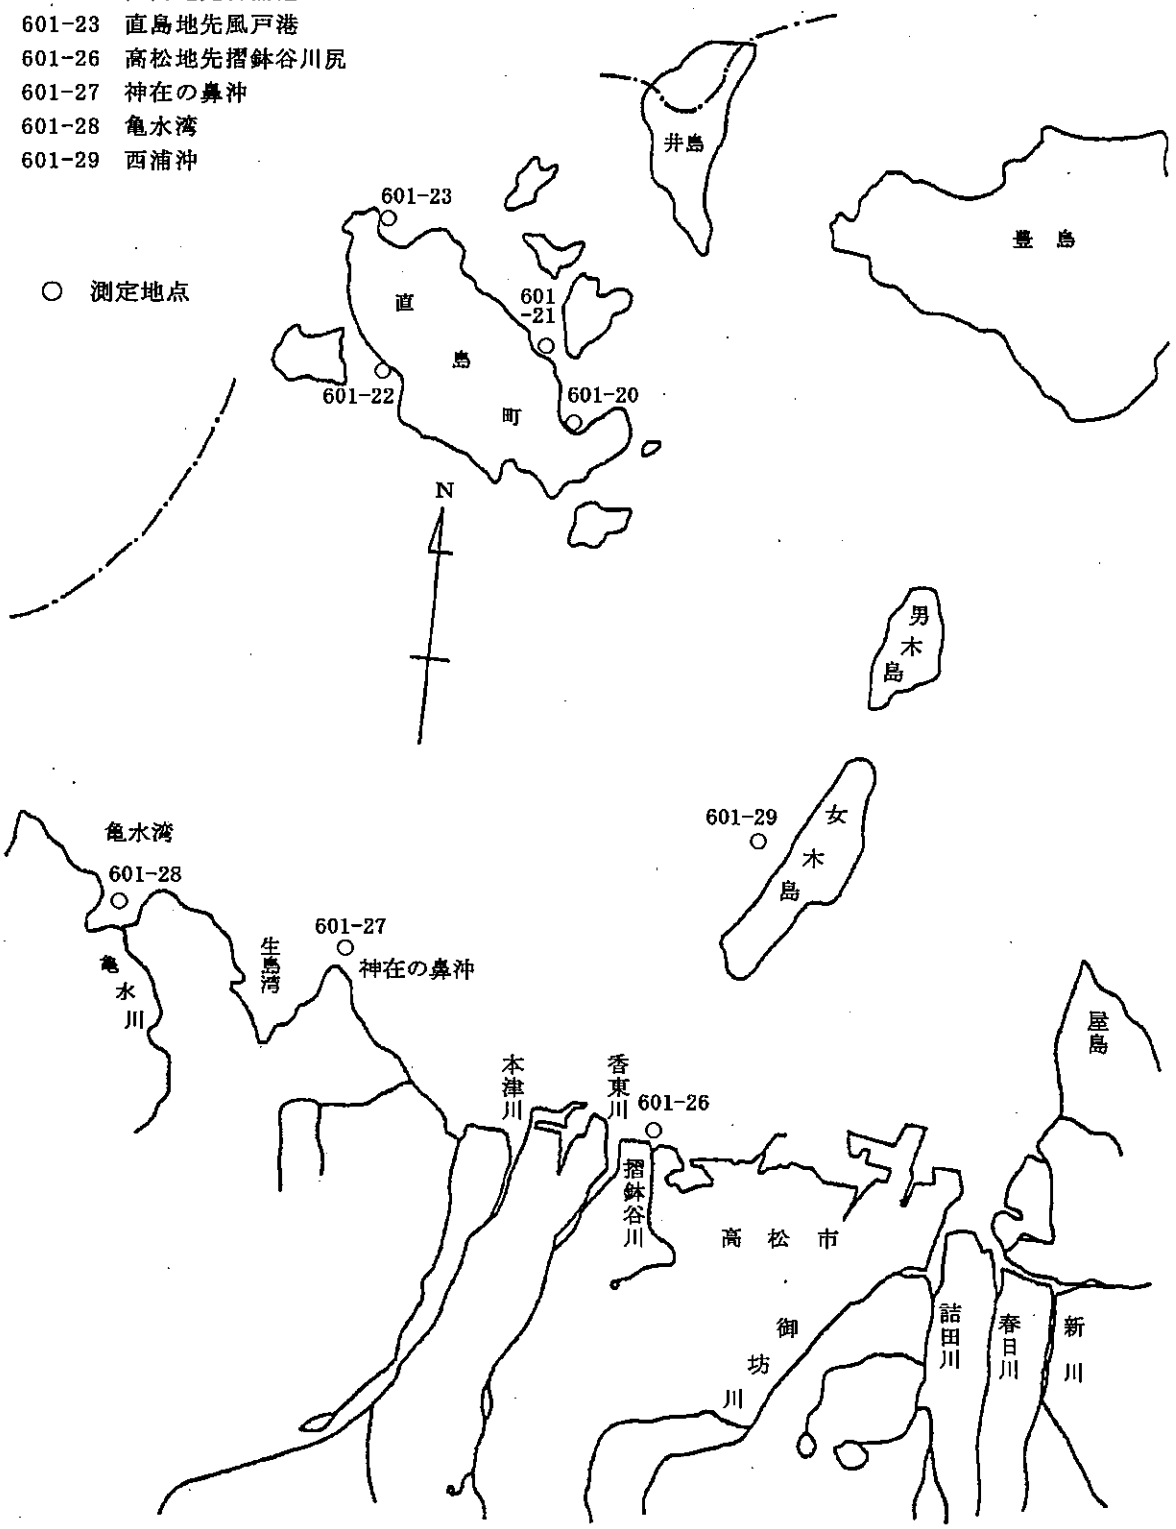 601-23 直島地先風戸港
601-26 高松地先摺鉢谷川尻
601-27 神在の鼻沖
601-28 亀水湾
601-29 西浦沖
○ 測定地点
井島
豊島
601-23
直島町
601
-21
601-22
601-20
N
男木島
601-29
女木島
亀水湾
601-28
亀水川
生島湾
601-27
神在の鼻沖
屋島
本津川
香東川
601-26
摺鉢谷川
高松市
御坊川
詰田川
春日川
新川